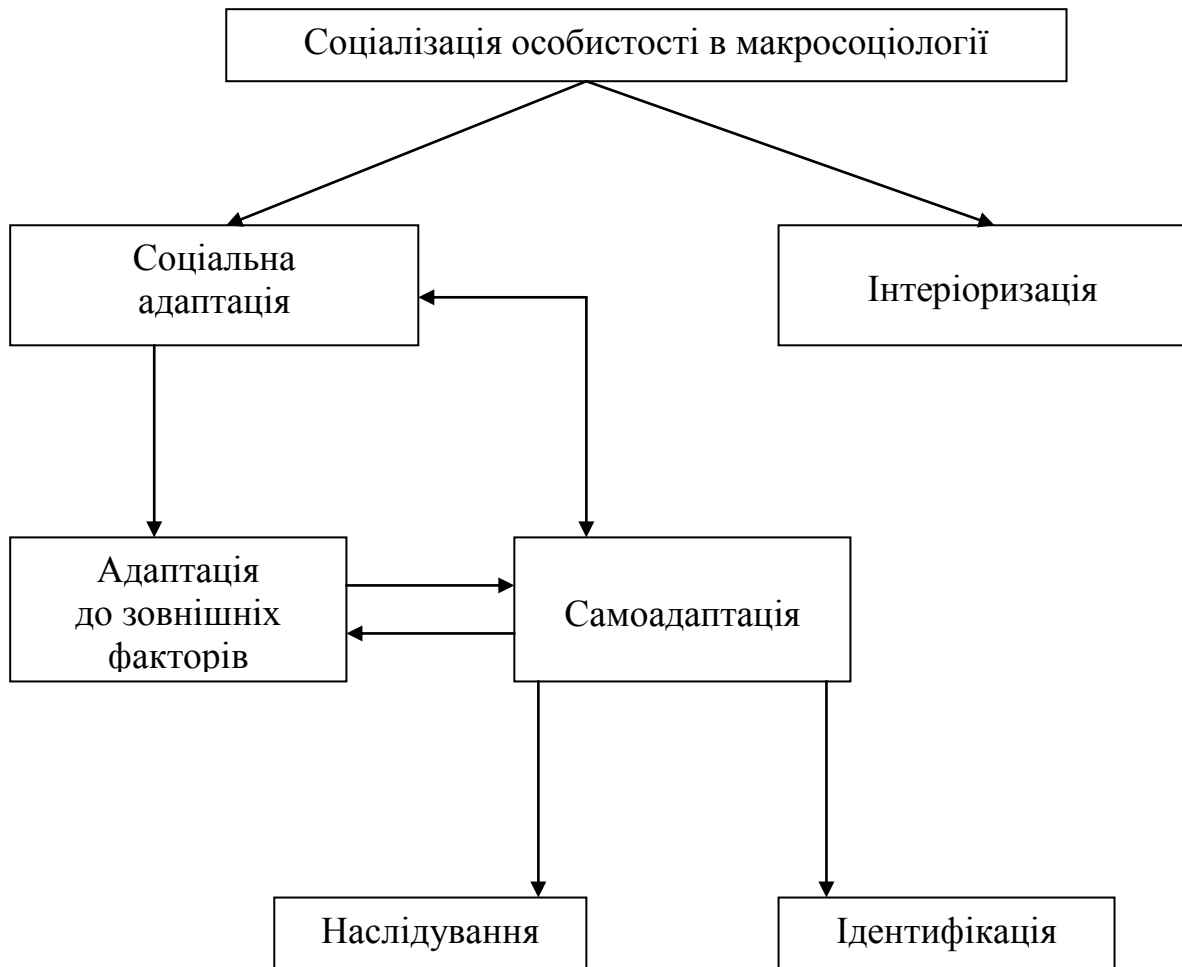 Соціалізація особистості в макросоціології
Соціальна
адаптація
Інтеріоризація
Адаптація
до зовнішніх
факторів
Самоадаптація
Наслідування
Ідентифікація